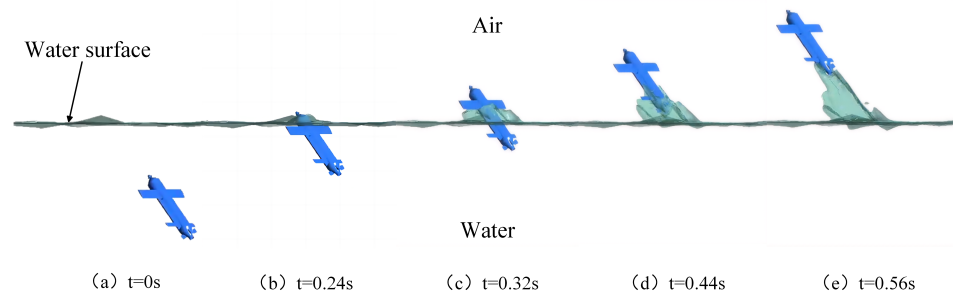 Air
Water surface
Water
（a）t=0s
（b）t=0.24s
（c）t=0.32s
（d）t=0.44s
（e）t=0.56s